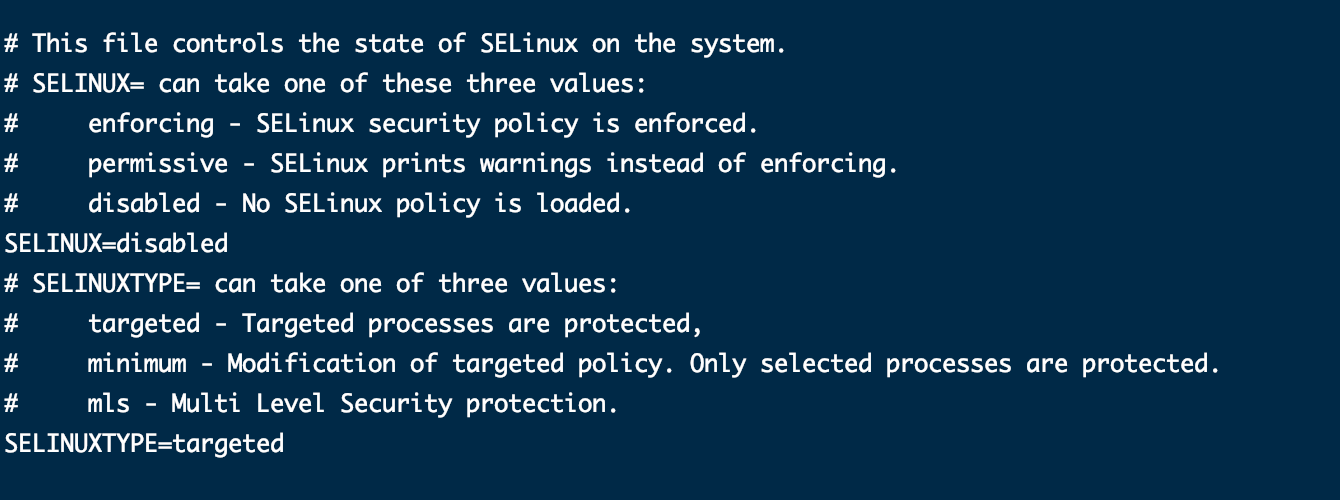 # This file controls the state of SELinux on the system.
# SELINUX= can take one of these three values:
#     enforcing - SELinux security policy is enforced.
#     permissive - SELinux prints warnings instead of enforcing.
#     disabled - No SELinux policy is loaded.
SELINUX=disabled
# SELINUXTYPE= can take one of three values:
#     targeted - Targeted processes are protected,
#     minimum - Modification of targeted policy. Only selected processes are protected.
#     mls - Multi Level Security protection.
SELINUXTYPE=targeted